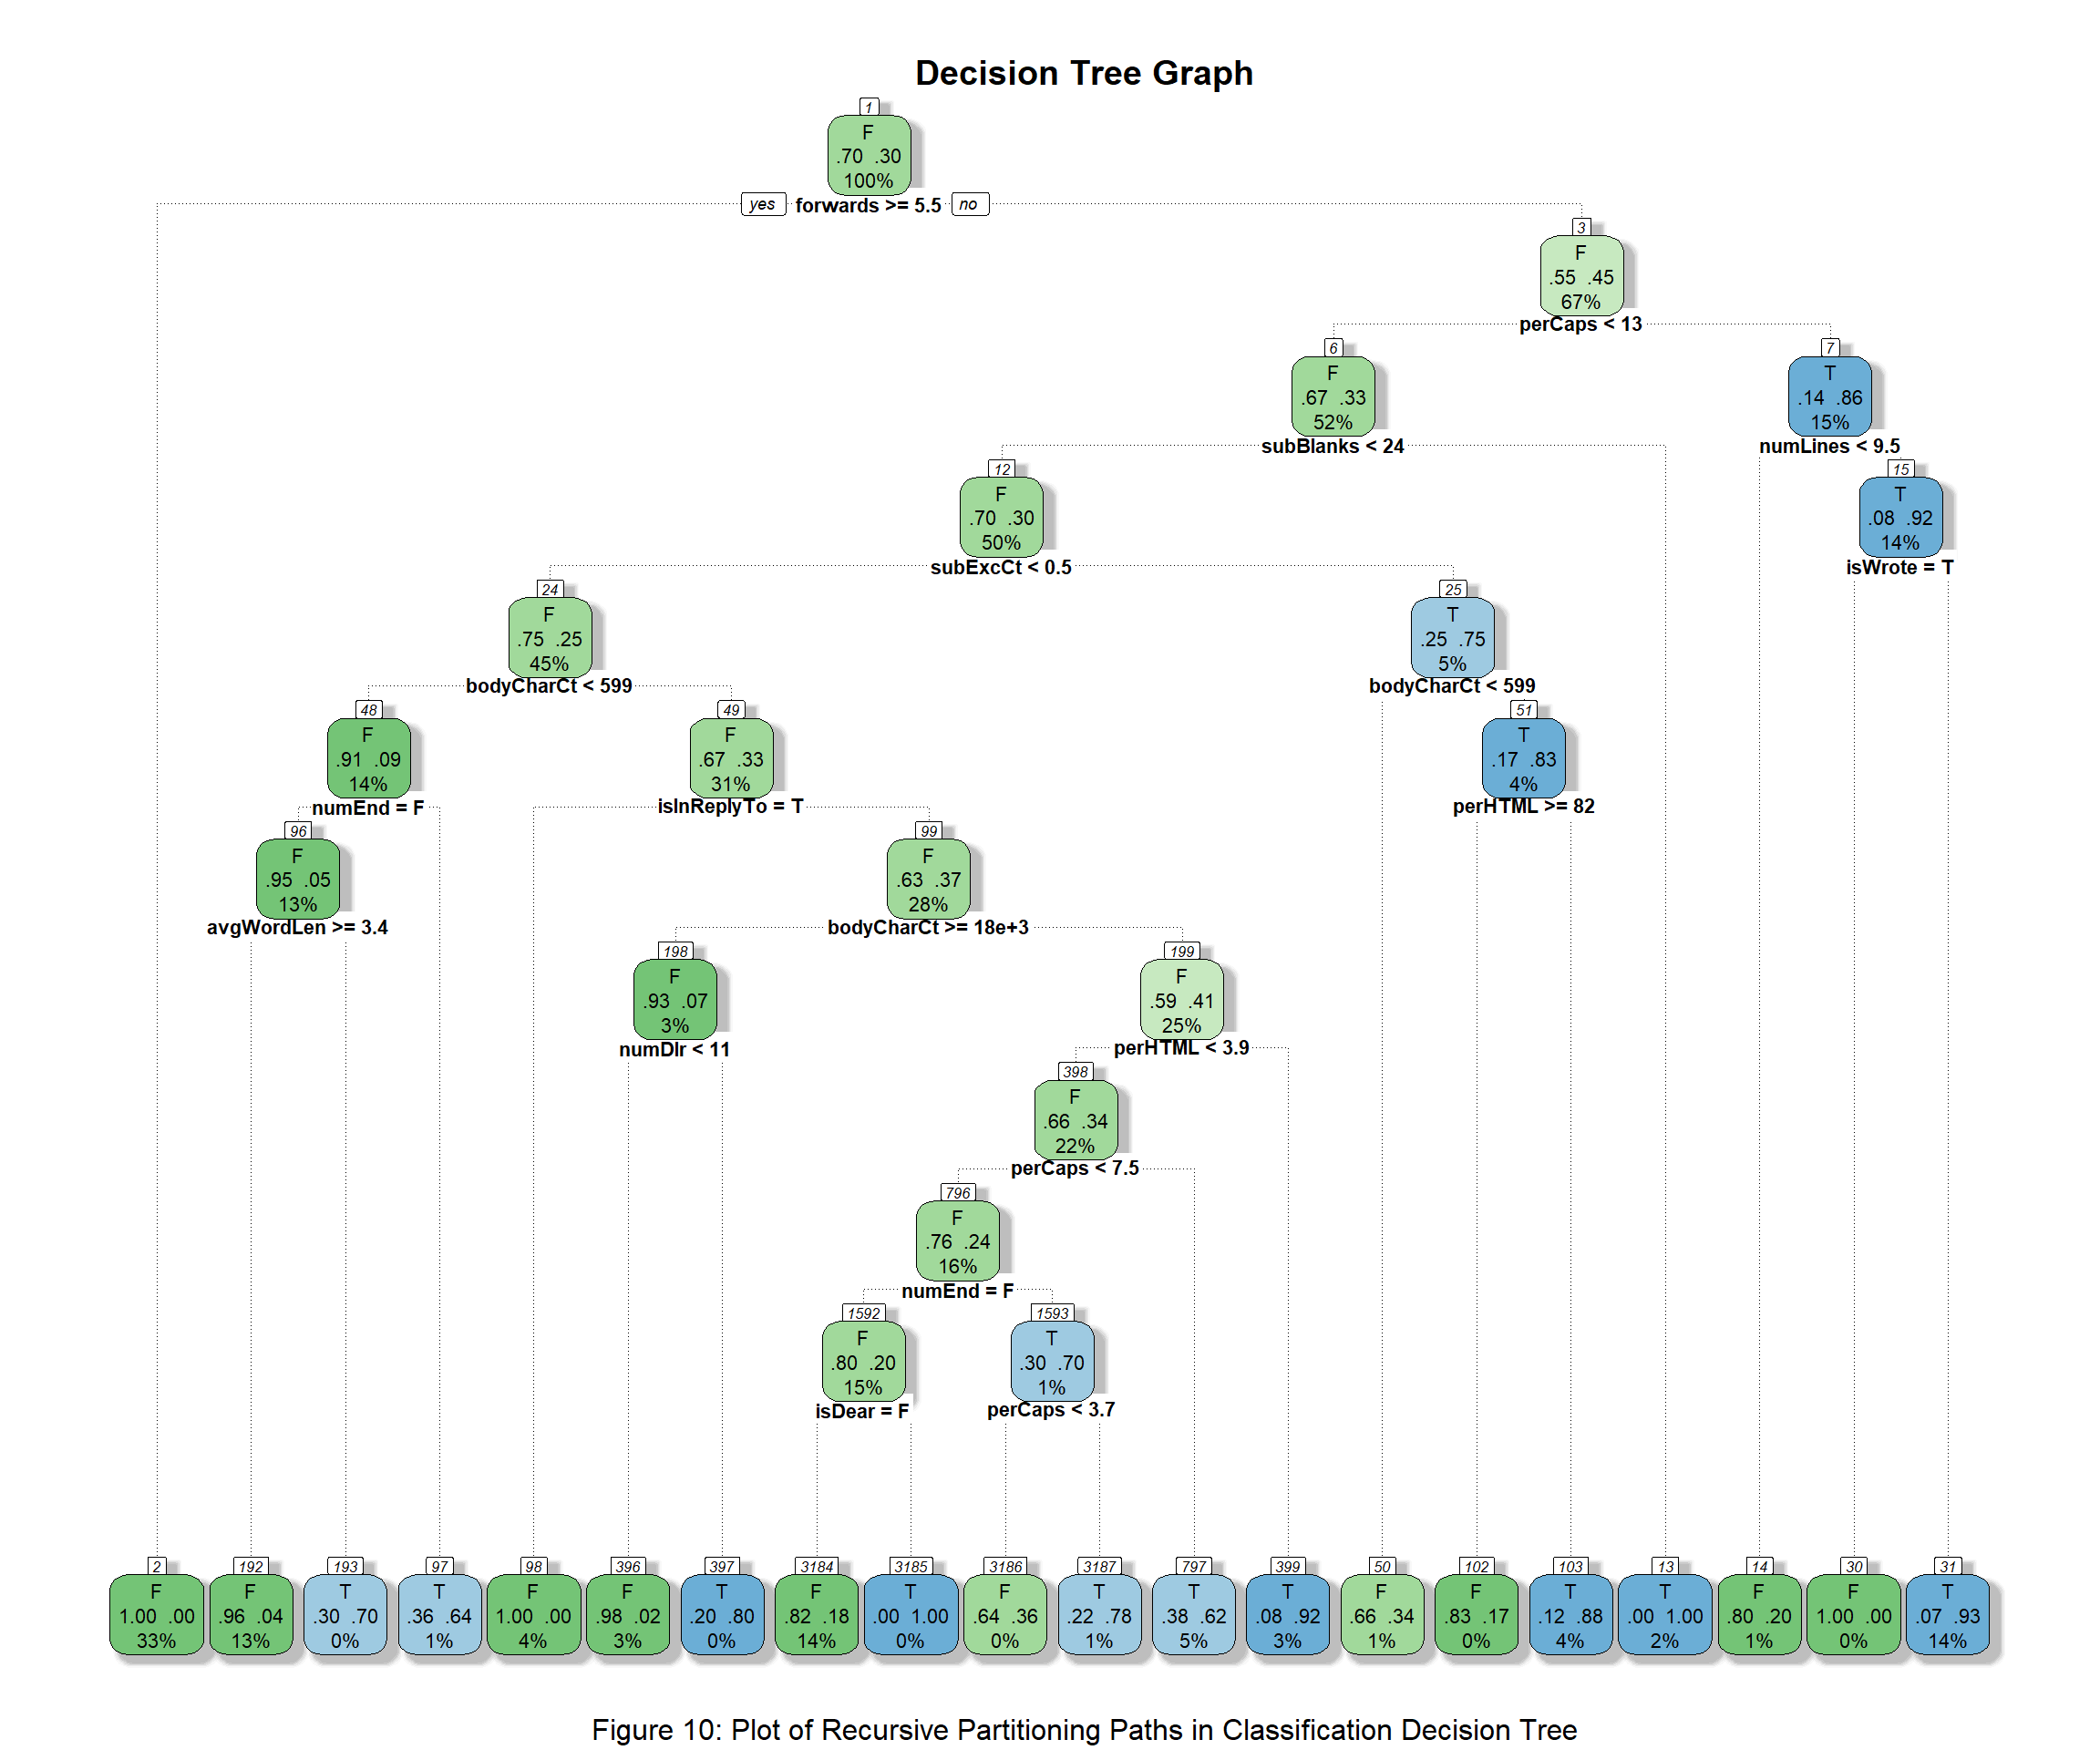 Decision Tree Graph
1
F
.70 .30
100%
yes forwards >= 5.5 no
3
F
.55 .45
67%
perCaps < 13
6 7
F T
.67 .33 .14 .86
52% 15%
subBlanks < 24 numLines < 9.5
12 15
F T
.70 .30 .08 .92
50% 14%
subExcCt < 0.5 isWrote = T
24 25
F T
.75 .25 .25 .75
45% 5%
bodyCharCt < 599 bodyCharCt < 599
48 49 51
F F T
.91 .09 .67 .33 .17 .83
14% 31% 4%
numEnd = F isInReplyTo = T perHTML >= 82
96 99
F F
.95 .05 .63 .37
13% 28%
avgWordLen >= 3.4 bodyCharCt >= 18e+3
198 199
F F
.93 .07 .59 .41
3% 25%
numDlr < 11 perHTML < 3.9
398
F
.66 .34
22%
perCaps < 7.5
796
F
.76 .24
16%
numEnd = F
1592 1593
F T
.80 .20 .30 .70
15% 1%
isDear = F perCaps < 3.7
2 192 193 97 98 396 397 3184 3185 3186 3187 797 399 50 102 103 13 14 30 31
F F T T F F T F T F T T T F F T T F F T
1.00 .00 .96 .04 .30 .70 .36 .64 1.00 .00 .98 .02 .20 .80 .82 .18 .00 1.00 .64 .36 .22 .78 .38 .62 .08 .92 .66 .34 .83 .17 .12 .88 .00 1.00 .80 .20 1.00 .00 .07 .93
33% 13% 0% 1% 4% 3% 0% 14% 0% 0% 1% 5% 3% 1% 0% 4% 2% 1% 0% 14%
Figure 10: Plot of Recursive Partitioning Paths in Classification Decision Tree